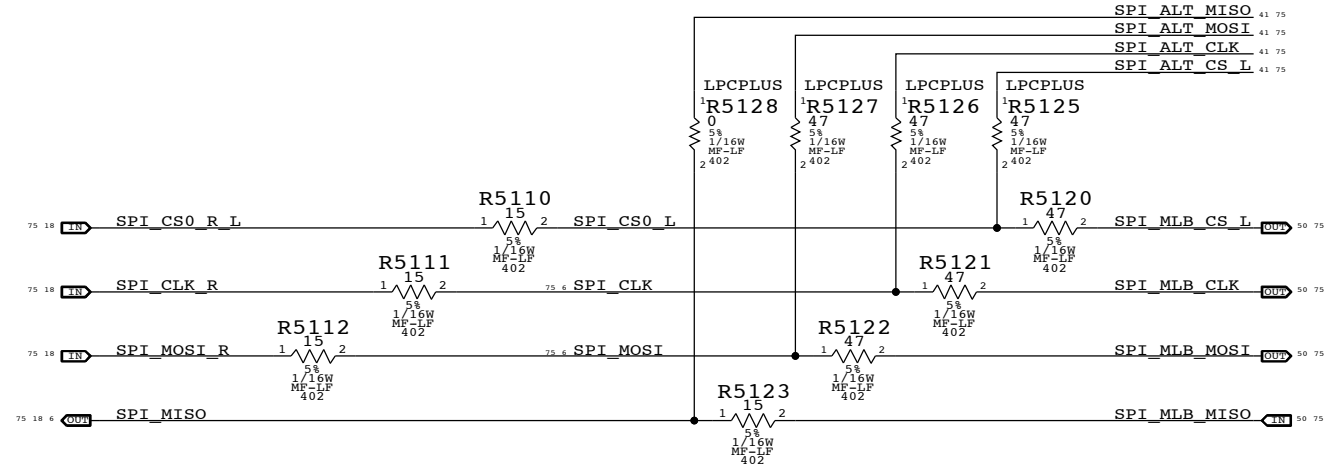 SPI_ALT_MISO 41 75
SPI_ALT_MOSI 41 75
SPI_ALT_CLK 41 75
SPI_ALT_CS_L 41 75
LPCPLUS LPCPLUS LPCPLUS LPCPLUS
1 R5128 1 R5127 1 R5126 1 R5125
0 47 47 47
5% 5% 5% 5%
1/16W 1/16W 1/16W 1/16W
MF-LF MF-LF MF-LF MF-LF
2 402 2 402 2 402 2 402
R5110 R5120
15 47
75 18 IN SPI_CS0_R_L 1 2 SPI_CS0_L 1 2 SPI_MLB_CS_L OUT 50 75
5% 5%
1/16W 1/16W
MF-LF MF-LF
402 402
R5111 R5121
15 47
75 18 IN SPI_CLK_R 1 2 75 6 SPI_CLK 1 2 SPI_MLB_CLK OUT 50 75
5% 5%
1/16W 1/16W
MF-LF MF-LF
402 402
R5112 R5122
15 47
75 18 IN SPI_MOSI_R 1 2 75 6 SPI_MOSI 1 2 SPI_MLB_MOSI OUT 50 75
5% 5%
1/16W 1/16W
MF-LF MF-LF
402 402
R5123
15
75 18 6 OUT SPI_MISO 1 2 SPI_MLB_MISO IN 50 75
5%
1/16W
MF-LF
402